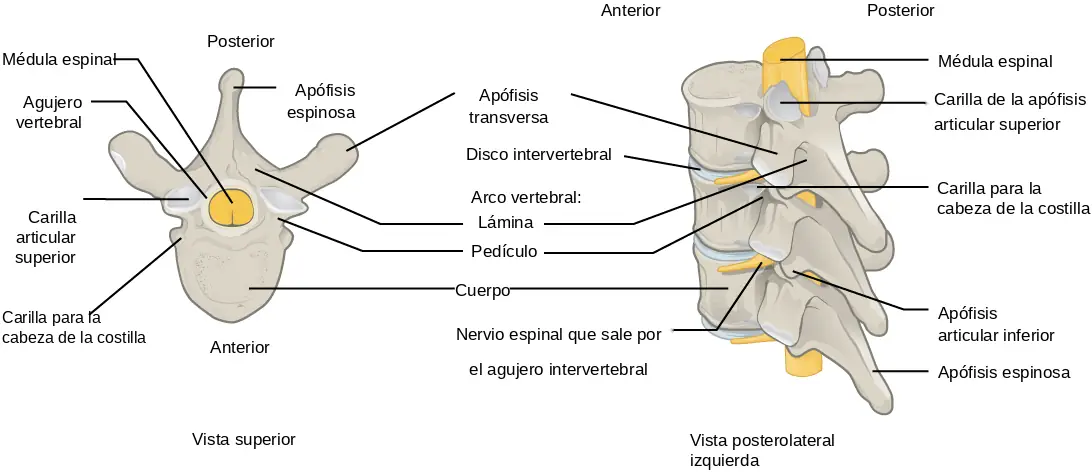 Anterior
Posterior
Posterior
Médula espinal
Agujero
vertebral
Apófisis
espinosa
Carilla
articular
superior
Carilla para la
cabeza de la costilla
Anterior
Vista superior
Apófisis
transversa
Disco intervertebral
Arco vertebral:
Lámina
Pedículo
Cuerpo
Nervio espinal que sale por
el agujero intervertebral
Médula espinal
Carilla de la apófisis
articular superior
Carilla para la
cabeza de la costilla
Apófisis
articular inferior
Apófisis espinosa
Vista posterolateral
izquierda